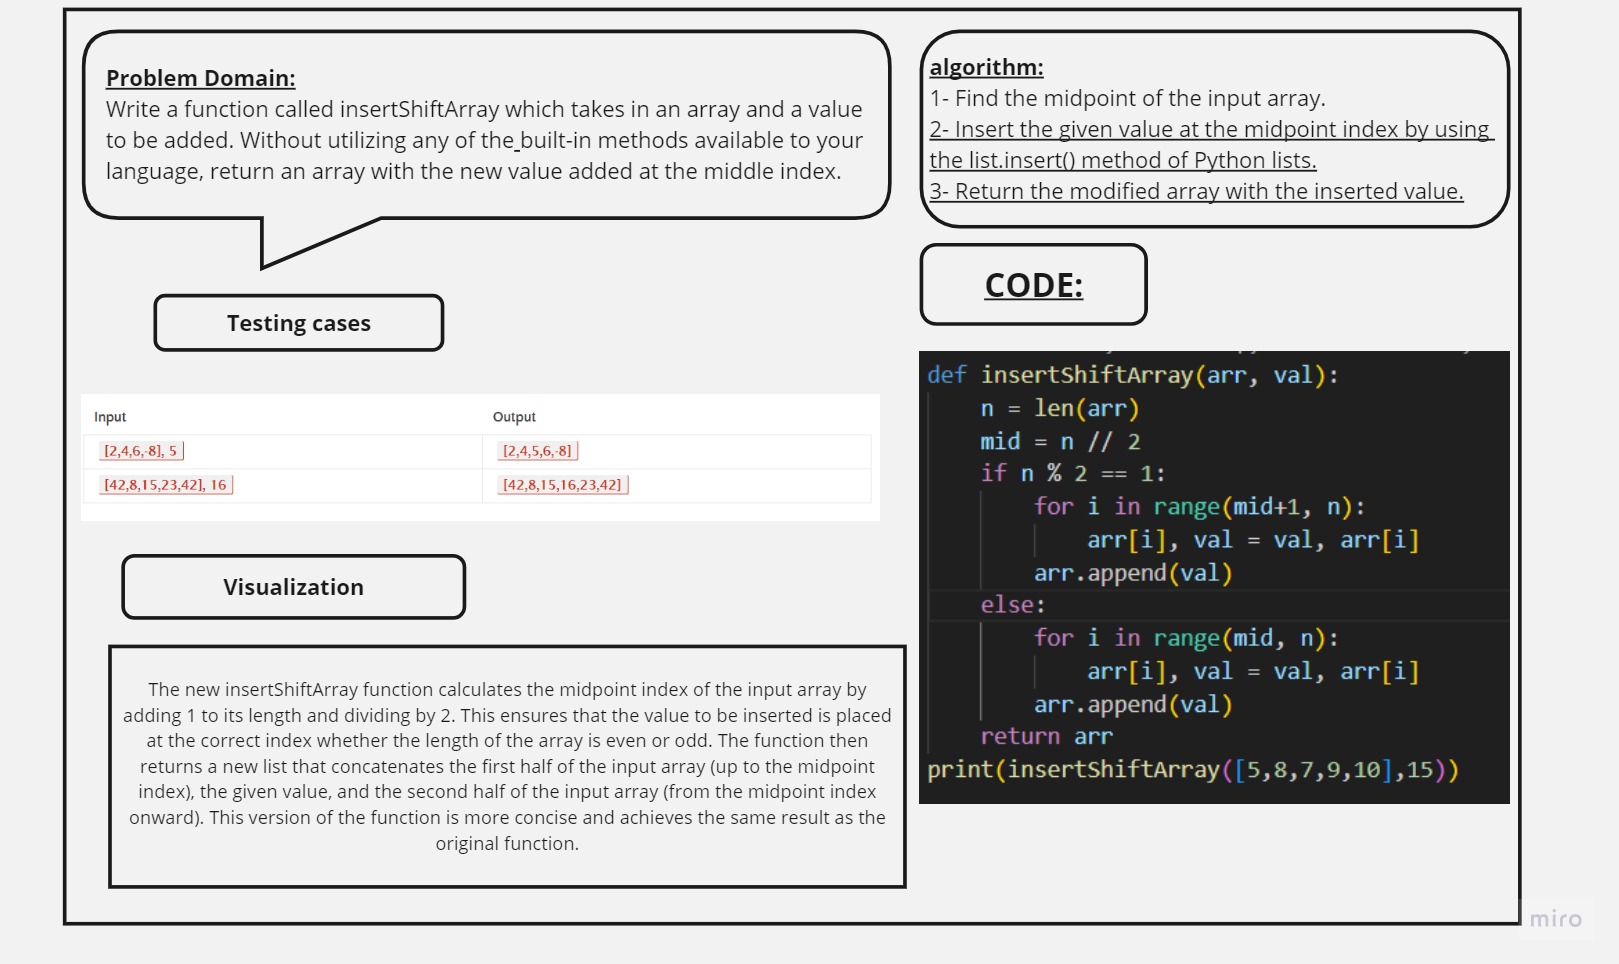 Problem Domain:
Write a function called insertShiftArray which takes in an array and a value
to be added. Without utilizing any of the built-in methods available to your
language, return an array with the new value added at the middle index.
Testing cases
Input Output
[2,4,6,-8], 5 [2,4,5,6,-8]
[42,8,15,23,42], 16 [42,8,15,16,23,42]
Visualization
The new insertShiftArray function calculates the midpoint index of the input array by
adding 1 to its length and dividing by 2. This ensures that the value to be inserted is placed
at the correct index whether the length of the array is even or odd. The function then
returns a new list that concatenates the first half of the input array (up to the midpoint
index), the given value, and the second half of the input array (from the midpoint index
onward). This version of the function is more concise and achieves the same result as the
original function.
algorithm:
1- Find the midpoint of the input array.
2- Insert the given value at the midpoint index by using
the list.insert() method of Python lists.
3- Return the modified array with the inserted value.
CODE:
def insertShiftArray(arr, val):
    n = len(arr)
    mid = n // 2
    if n % 2 == 1:
        for i in range(mid+1, n):
            arr[i], val = val, arr[i]
        arr.append(val)
    else:
        for i in range(mid, n):
            arr[i], val = val, arr[i]
        arr.append(val)
    return arr
print(insertShiftArray([5,8,7,9,10],15))
miro